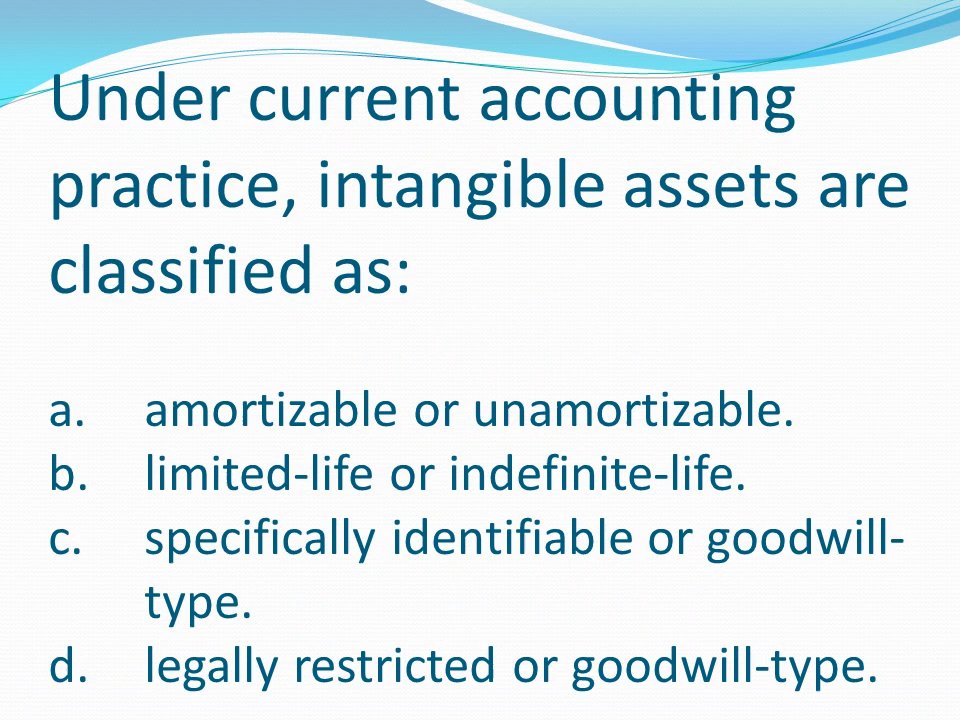 Under current accounting
practice, intangible assets are
classified as:
a. amortizable or unamortizable.
b. limited-life or indefinite-life.
c. specifically identifiable or goodwill-
type.
d. legally restricted or goodwill-type.